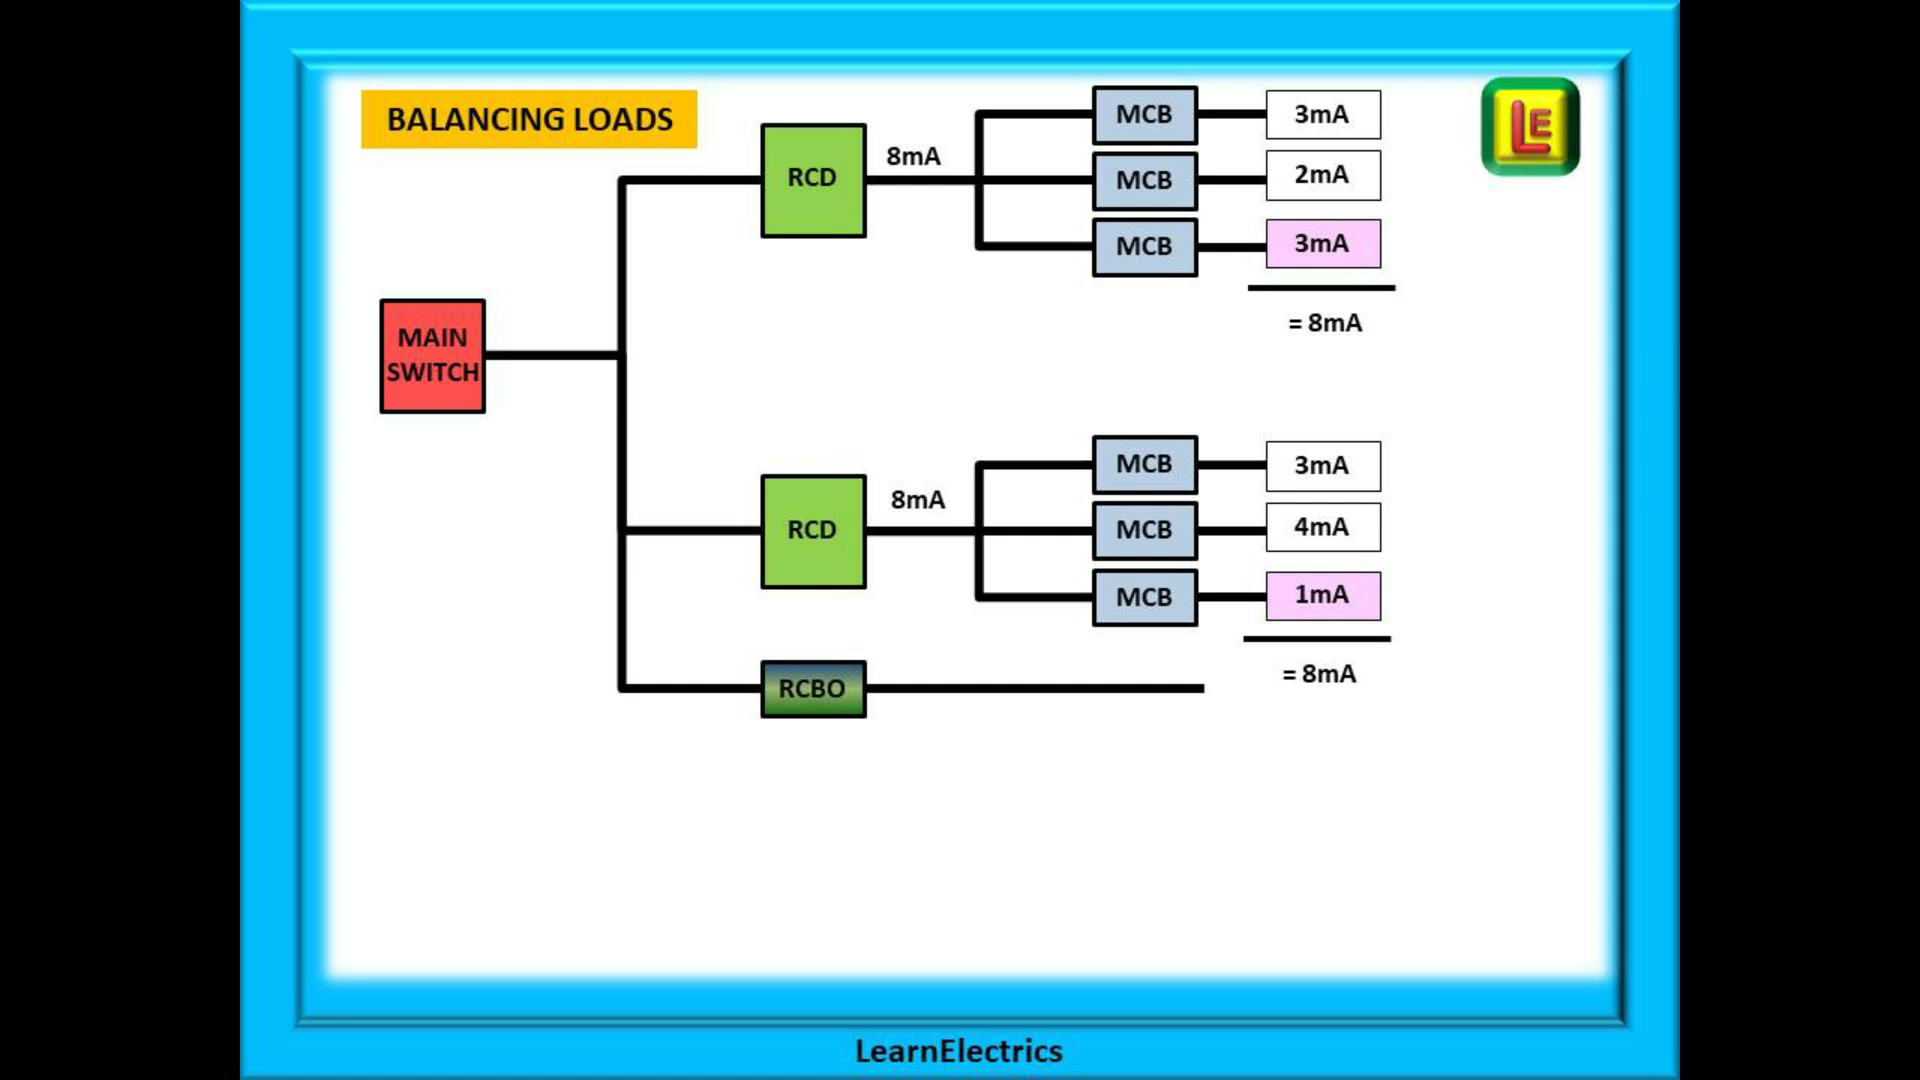 BALANCING LOADS
RCD
8mA
MCB
3mA
MCB
2mA
MCB
3mA
= 8mA
LE
MAIN
SWITCH
RCD
8mA
MCB
3mA
MCB
4mA
MCB
1mA
= 8mA
RCBO
LearnElectrics